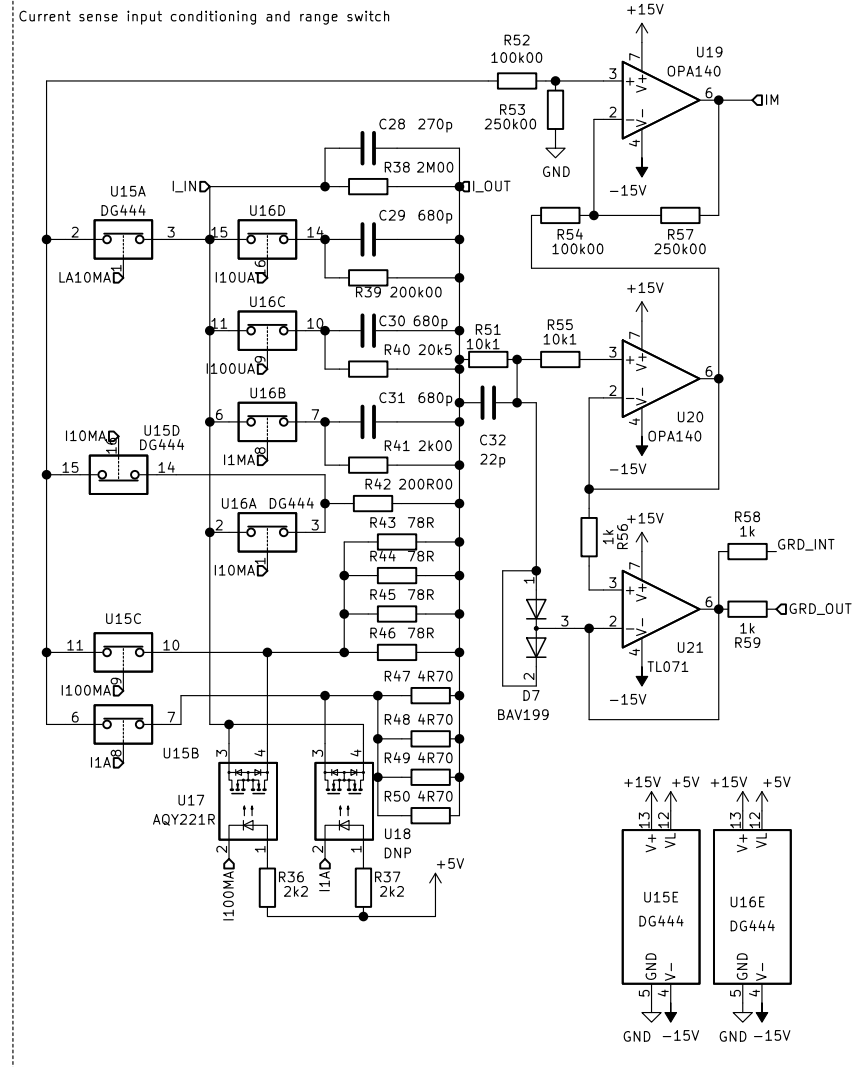 Current sense input conditioning and range switch
+15V
R52
100k00
U19
OPA140
7
3
+
V+
6
IM
R53
250k00
2
−
V-
4
GND
-15V
C28 270p
R38 2M00
I_IN
I_OUT
U15A
DG444
2
3
1
LA10MA
U16D
15
14
16
I10UA
C29 680p
R39 200k00
R54
100k00
R57
250k00
U16C
11
10
9
I100UA
C30 680p
R40 20k5
R51
10k1
R55
10k1
+15V
7
3
+
V+
6
2
−
V-
4
U20
OPA140
-15V
U16B
6
7
8
I1MA
C31 680p
R41 2k00
C32
22p
I10MA
16
U15D
DG444
15
14
R42 200R00
U16A DG444
2
3
1
I10MA
R43 78R
R44 78R
R45 78R
R46 78R
1k
R56
+15V
7
3
+
V+
6
2
−
V-
4
U21
TL071
-15V
R58
1k
GRD_INT
GRD_OUT
1k
R59
1
3
2
D7
BAV199
U15C
11
10
9
I100MA
6
7
8
I1A
U15B
R47 4R70
R48 4R70
R49 4R70
R50 4R70
3
4
U17
AQY221R
2
1
I100MA
R36
2k2
3
4
U18
DNP
2
1
I1A
R37
2k2
+5V
+15V +5V
13
12
V+
VL
U15E
DG444
GND
V-
5
4
GND -15V
+15V +5V
13
12
V+
VL
U16E
DG444
GND
V-
5
4
GND -15V